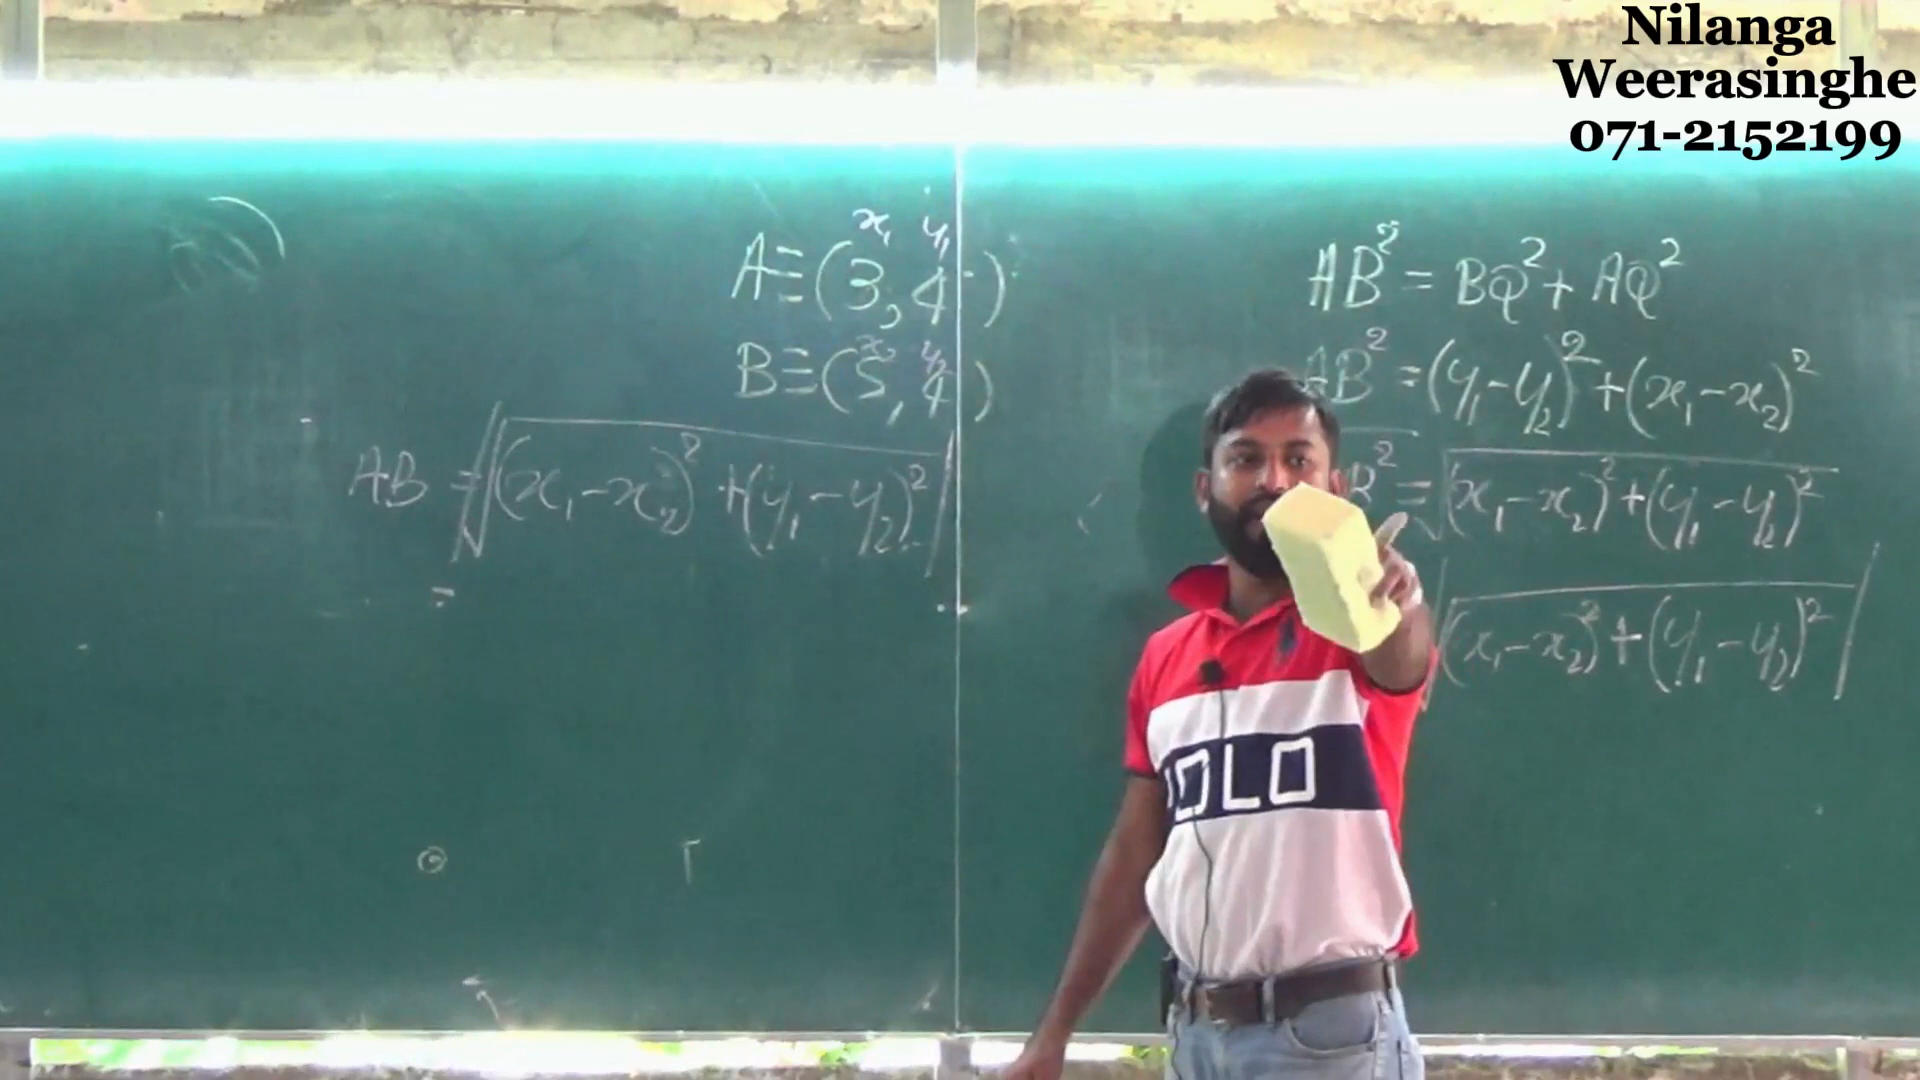 Nilanga
Weerasinghe
071-2152199
x₁ y₁
A≡(3, 4)
x₂ y₂
B≡(5, 4)
AB = √(x₁-x₂)² + (y₁-y₂)²
AB² = BQ² + AQ²
AB² = (y₁-y₂)² + (x₁-x₂)²
B² = √(x₁-x₂)² + (y₁-y₂)²
√(x₁-x₂)² + (y₁-y₂)²
OLO